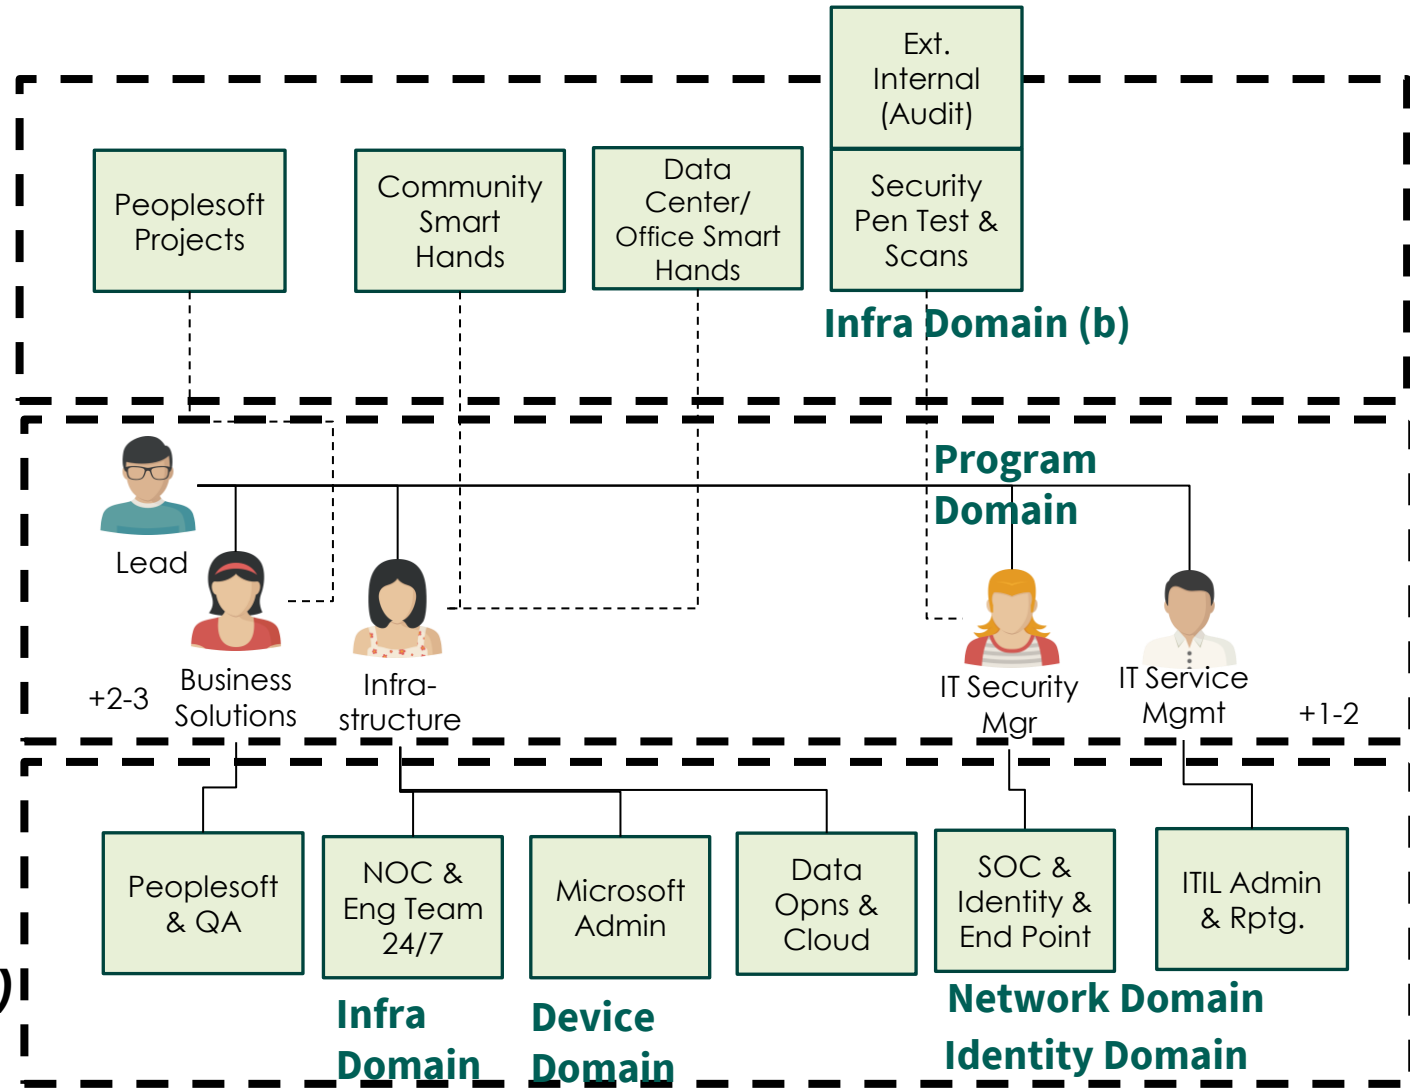 Ext.
Internal
(Audit)
Peoplesoft
Projects
Community
Smart
Hands
Data
Center/
Office Smart
Hands
Security
Pen Test &
Scans
Infra Domain (b)
Program
Domain
Lead
Business
Solutions
+2-3
Infra-
structure
IT Security
Mgr
IT Service
Mgmt
+1-2
Peoplesoft
& QA
NOC &
Eng Team
24/7
Microsoft
Admin
Data
Opns &
Cloud
SOC &
Identity &
End Point
ITIL Admin
& Rptg.
)
Infra
Domain
Device
Domain
Network Domain
Identity Domain